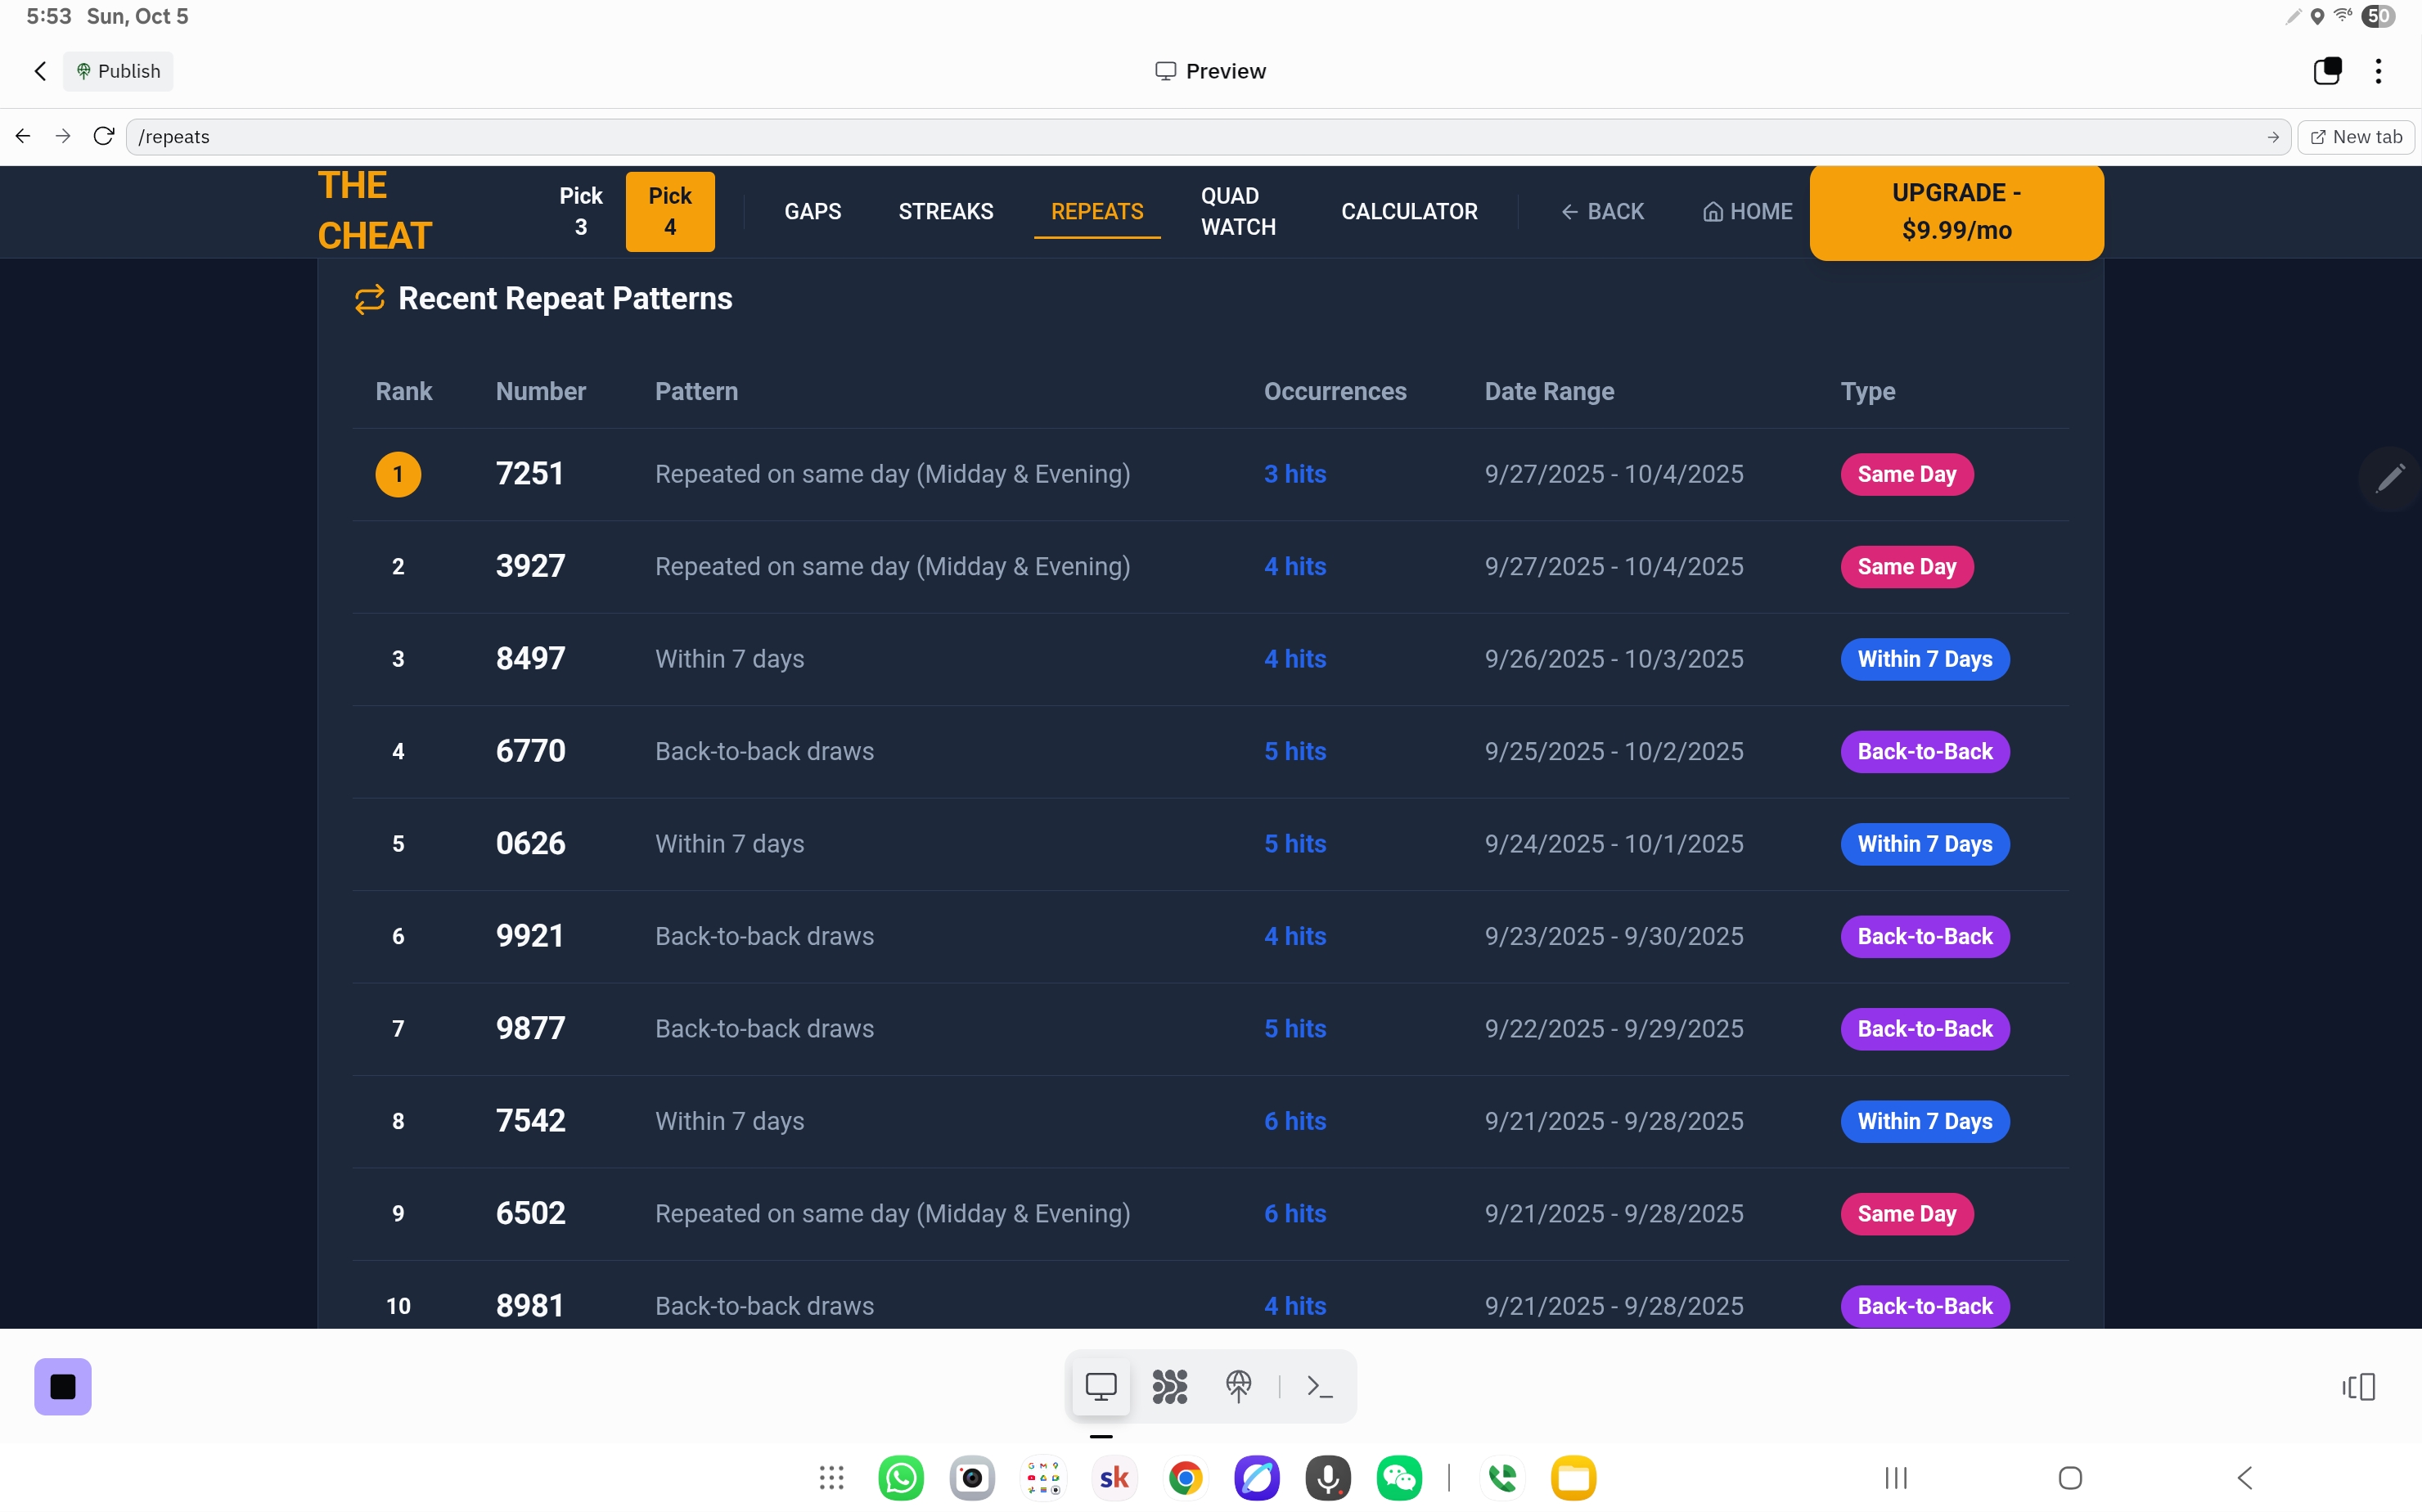 5:53 Sun, Oct 5
50
Publish
Preview
/repeats
New tab
THE
CHEAT
Pick
3
Pick
4
GAPS
STREAKS
REPEATS
QUAD
WATCH
CALCULATOR
BACK
HOME
UPGRADE -
$9.99/mo
Recent Repeat Patterns
Rank Number Pattern Occurrences Date Range Type
1 7251 Repeated on same day (Midday & Evening) 3 hits 9/27/2025 - 10/4/2025 Same Day
2 3927 Repeated on same day (Midday & Evening) 4 hits 9/27/2025 - 10/4/2025 Same Day
3 8497 Within 7 days 4 hits 9/26/2025 - 10/3/2025 Within 7 Days
4 6770 Back-to-back draws 5 hits 9/25/2025 - 10/2/2025 Back-to-Back
5 0626 Within 7 days 5 hits 9/24/2025 - 10/1/2025 Within 7 Days
6 9921 Back-to-back draws 4 hits 9/23/2025 - 9/30/2025 Back-to-Back
7 9877 Back-to-back draws 5 hits 9/22/2025 - 9/29/2025 Back-to-Back
8 7542 Within 7 days 6 hits 9/21/2025 - 9/28/2025 Within 7 Days
9 6502 Repeated on same day (Midday & Evening) 6 hits 9/21/2025 - 9/28/2025 Same Day
10 8981 Back-to-back draws 4 hits 9/21/2025 - 9/28/2025 Back-to-Back
sk